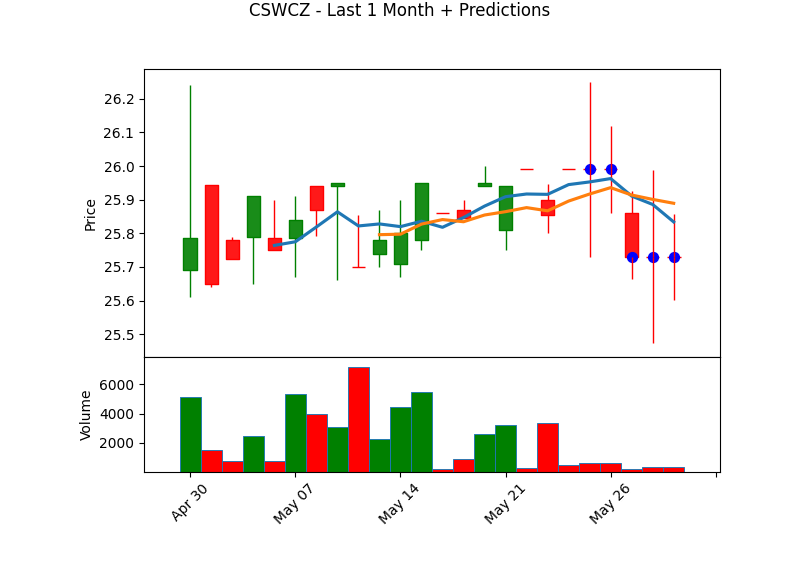 CSWCZ - Last 1 Month + Predictions
Price
26.2
26.1
26.0
25.9
25.8
25.7
25.6
25.5
Volume
6000
4000
2000
Apr 30
May 07
May 14
May 21
May 26